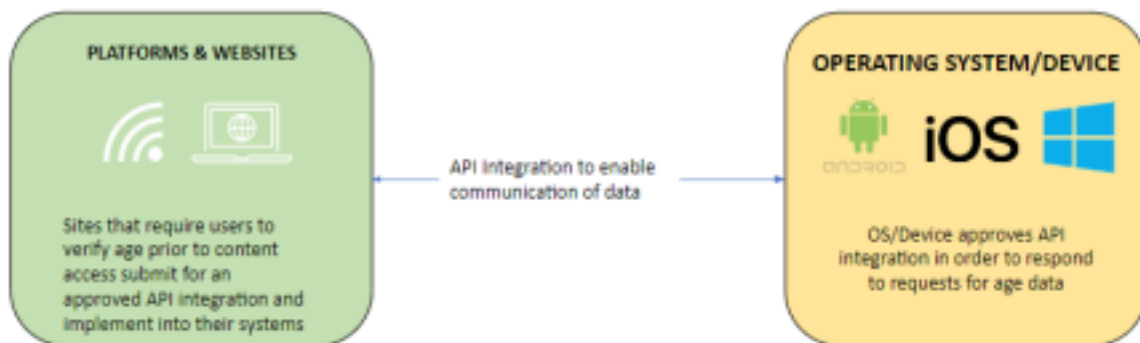 PLATFORMS & WEBSITES
Sites that require users to
verify age prior to content
access submit for an
approved API integration and
implement into their systems
API Integration to enable
communication of data
OPERATING SYSTEM/DEVICE
ANDROID
iOS
OS/Device approves API
integration in order to respond
to requests for age data